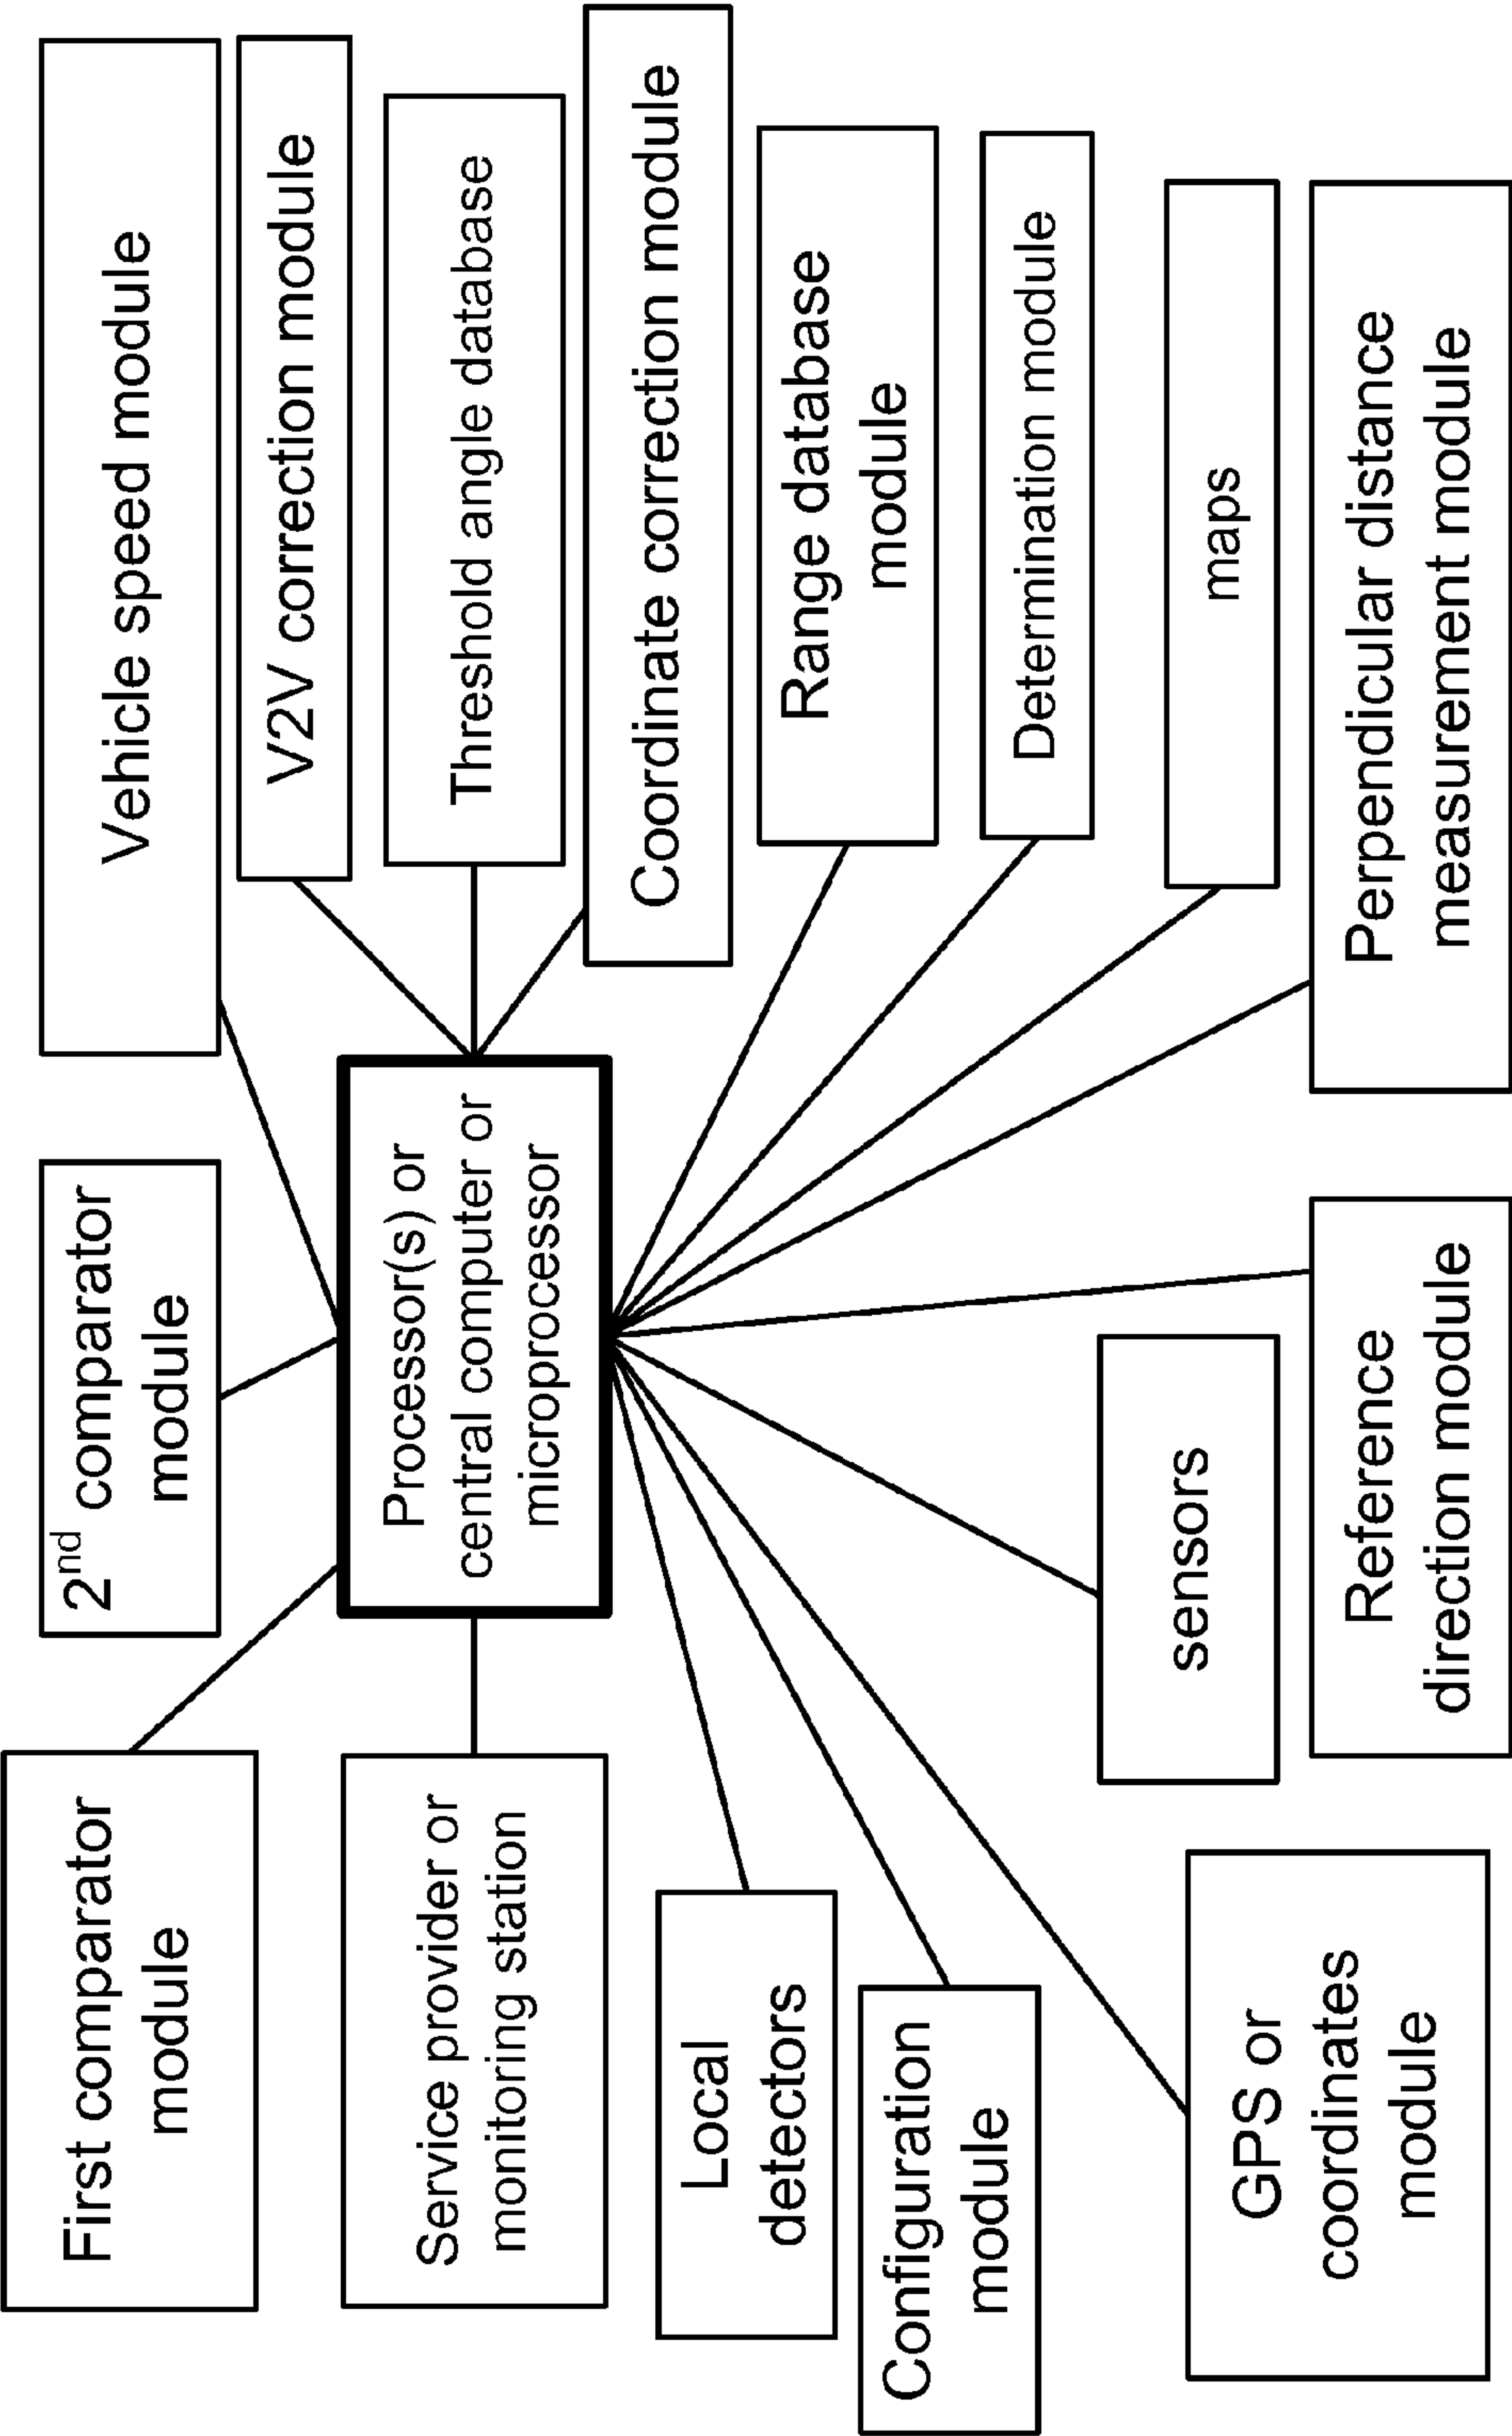 First comparator
module
2nd comparator
module
Vehicle speed module
V2V correction module
Service provider or
monitoring station
Processor(s) or
central computer or
microprocessor
Threshold angle database
Coordinate correction module
Local
detectors
Range database
module
Configuration
module
Determination module
sensors
maps
GPS or
coordinates
module
Reference
direction module
Perpendicular distance
measurement module